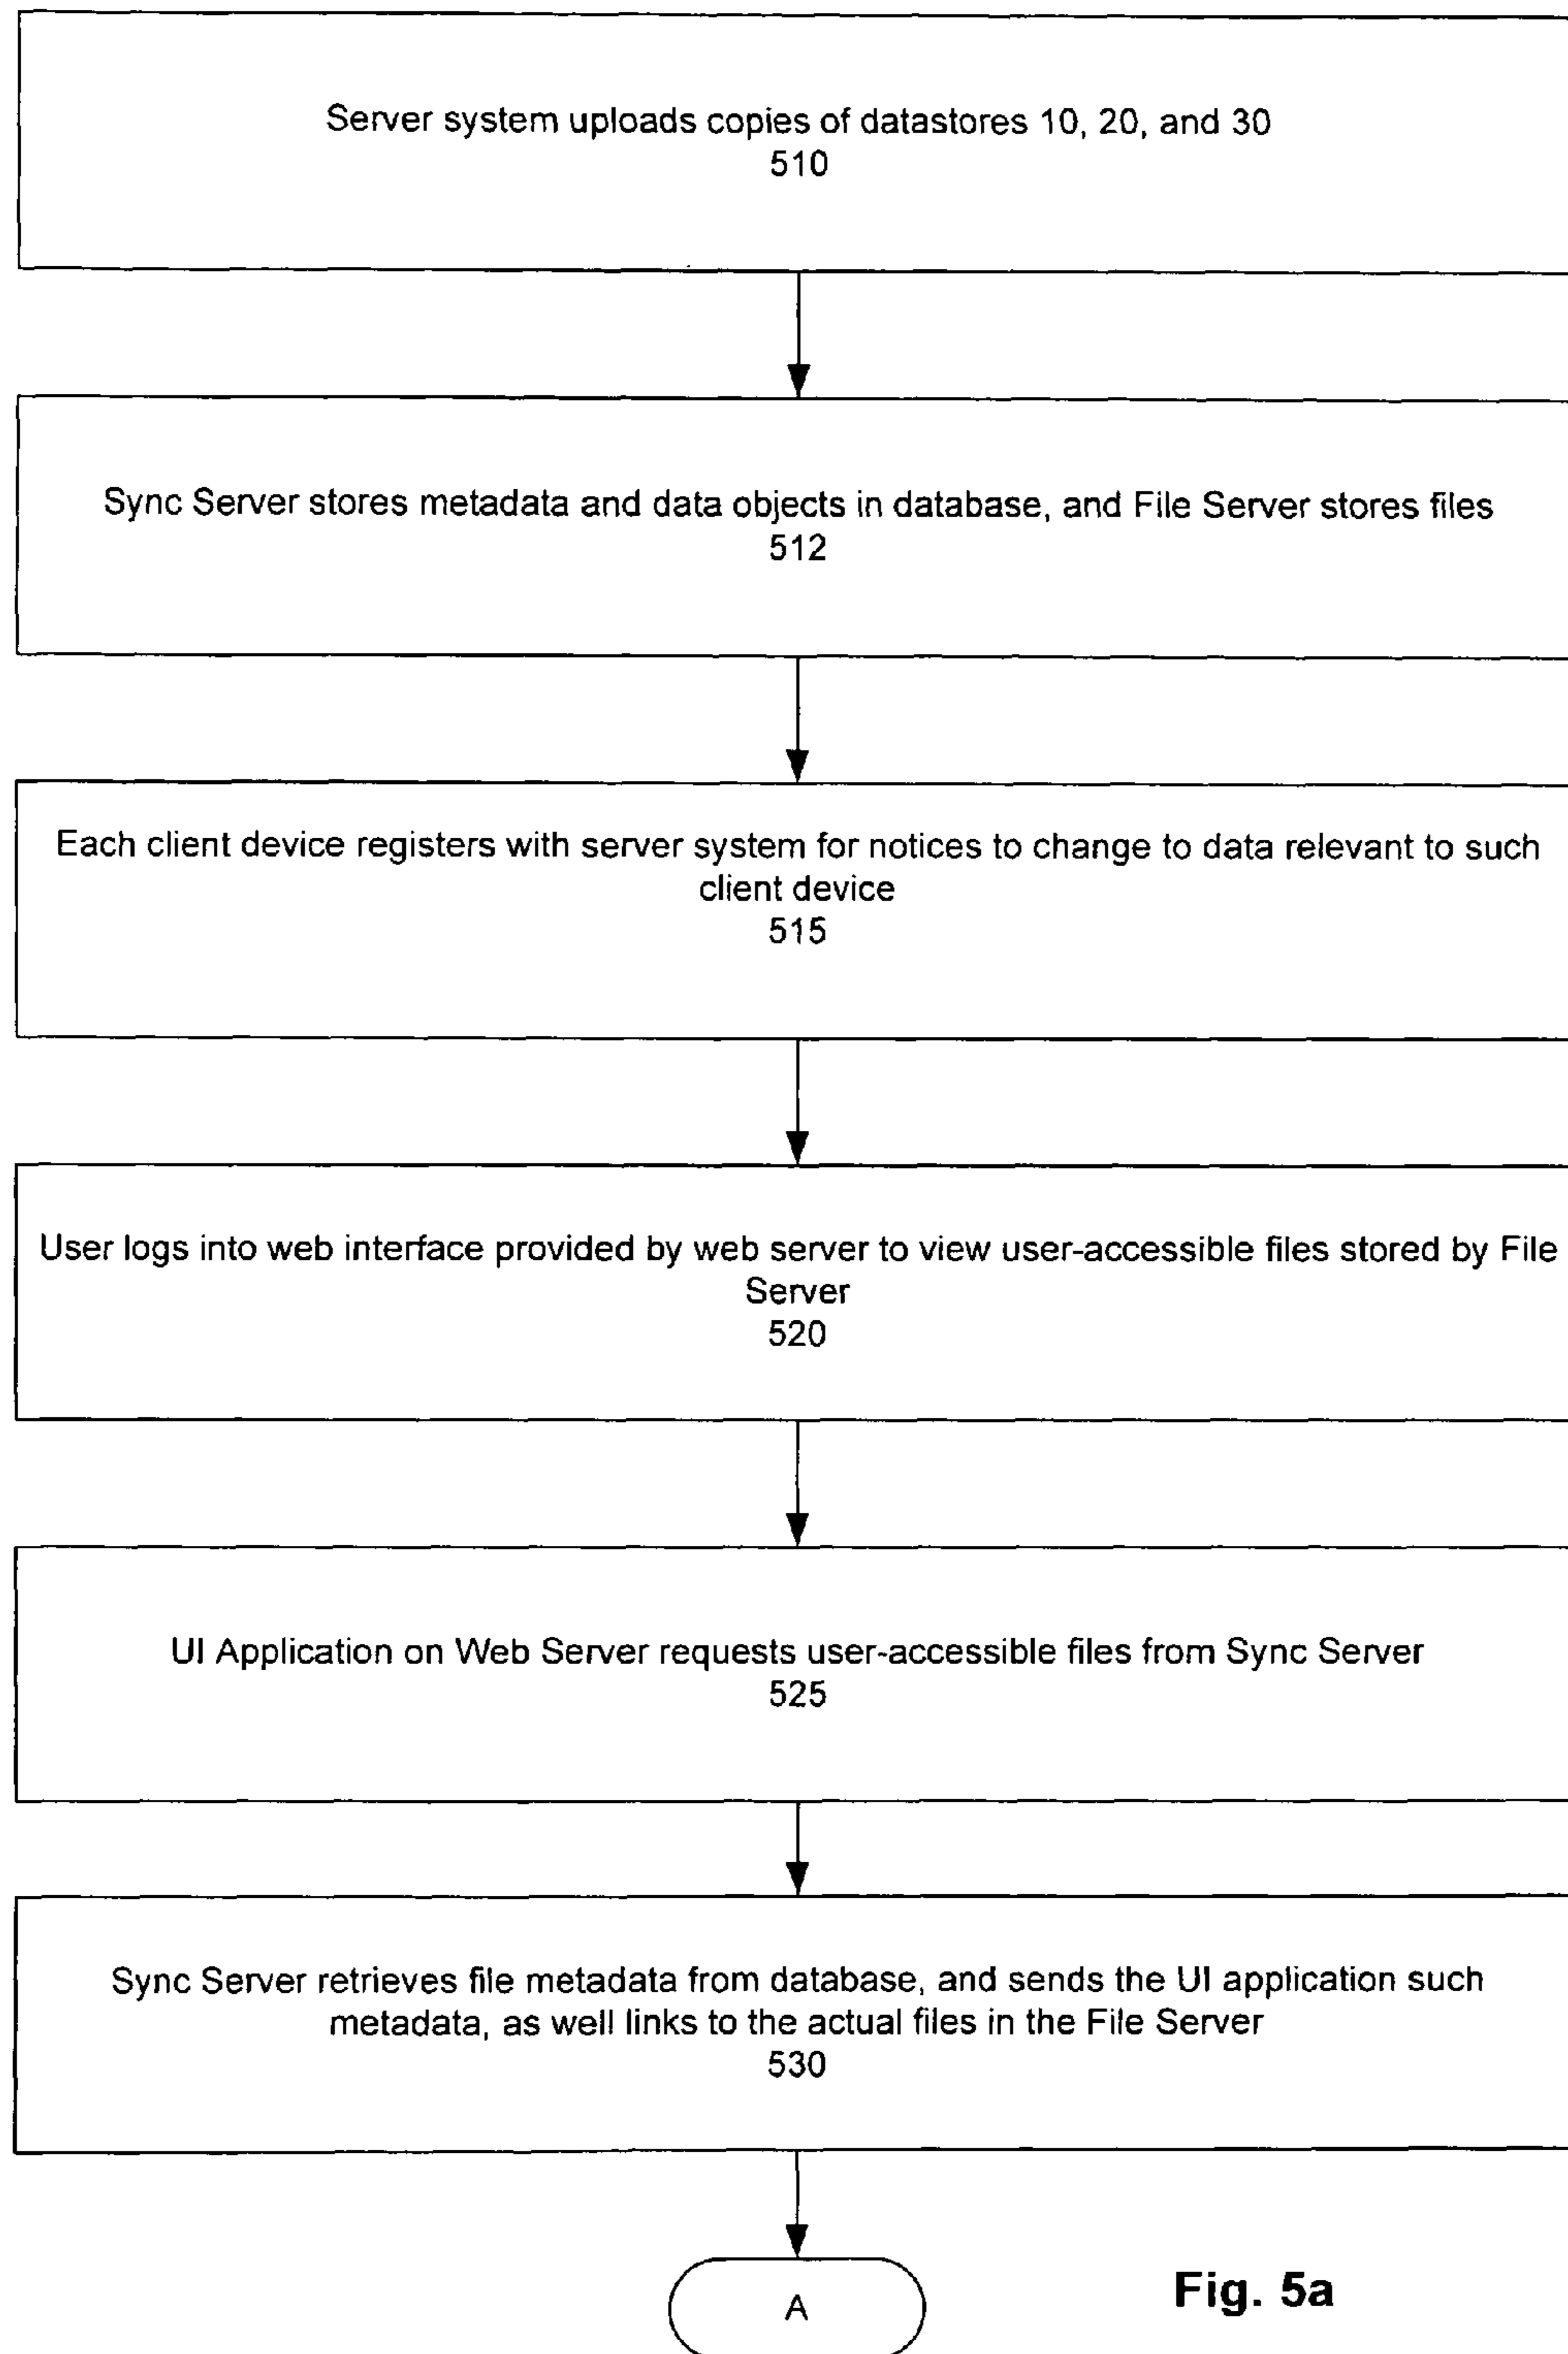 Server system uploads copies of datastores 10, 20, and 30
510
Sync Server stores metadata and data objects in database, and File Server stores files
512
Each client device registers with server system for notices to change to data relevant to such
client device
515
User logs into web interface provided by web server to view user-accessible files stored by File
Server
520
UI Application on Web Server requests user-accessible files from Sync Server
525
Sync Server retrieves file metadata from database, and sends the UI application such
metadata, as well links to the actual files in the File Server
530
A
Fig. 5a